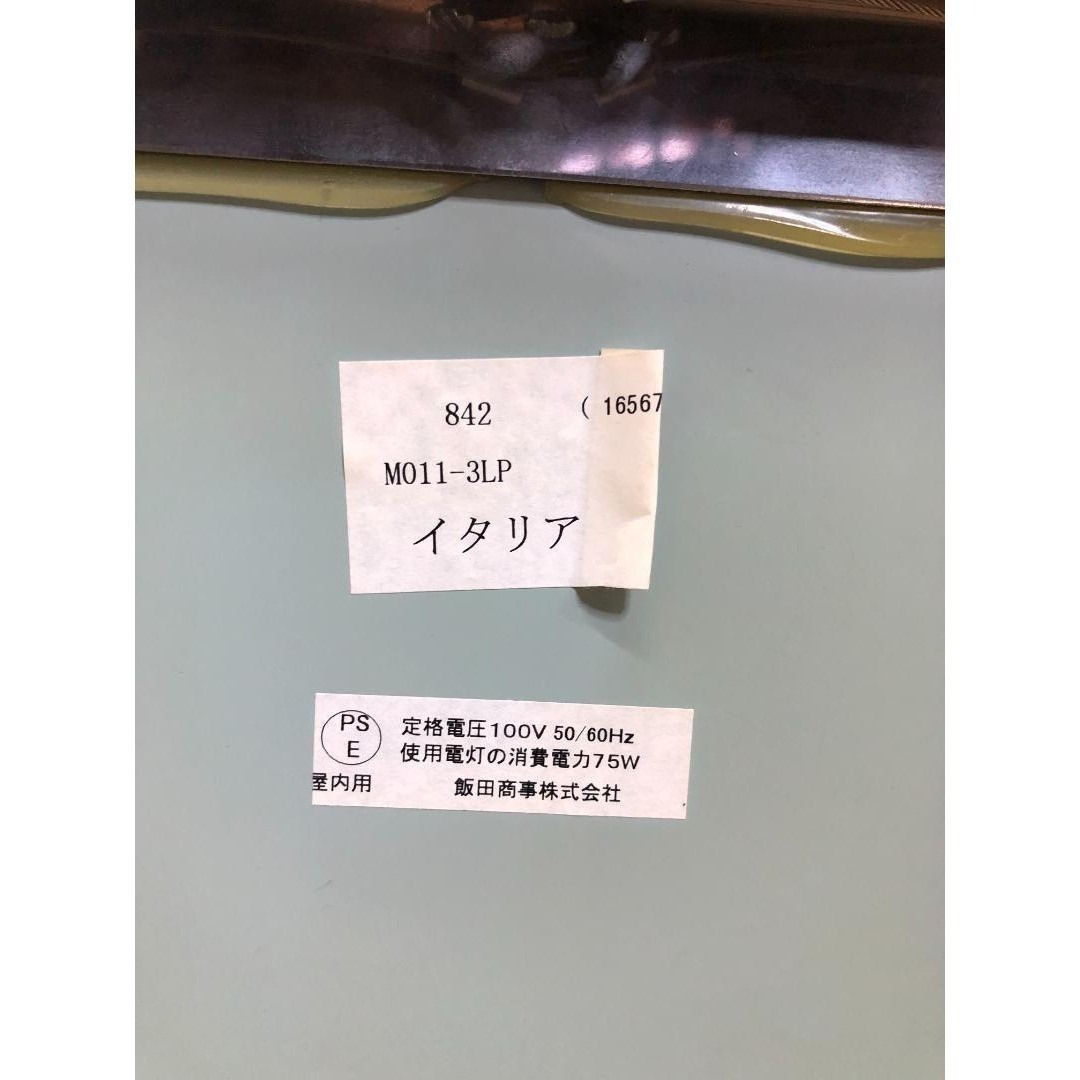 842 ( 16567
M011-3LP
イタリア
PS
E
定格電圧100V 50/60Hz
使用電灯の消費電力75W
屋内用 飯田商事株式会社